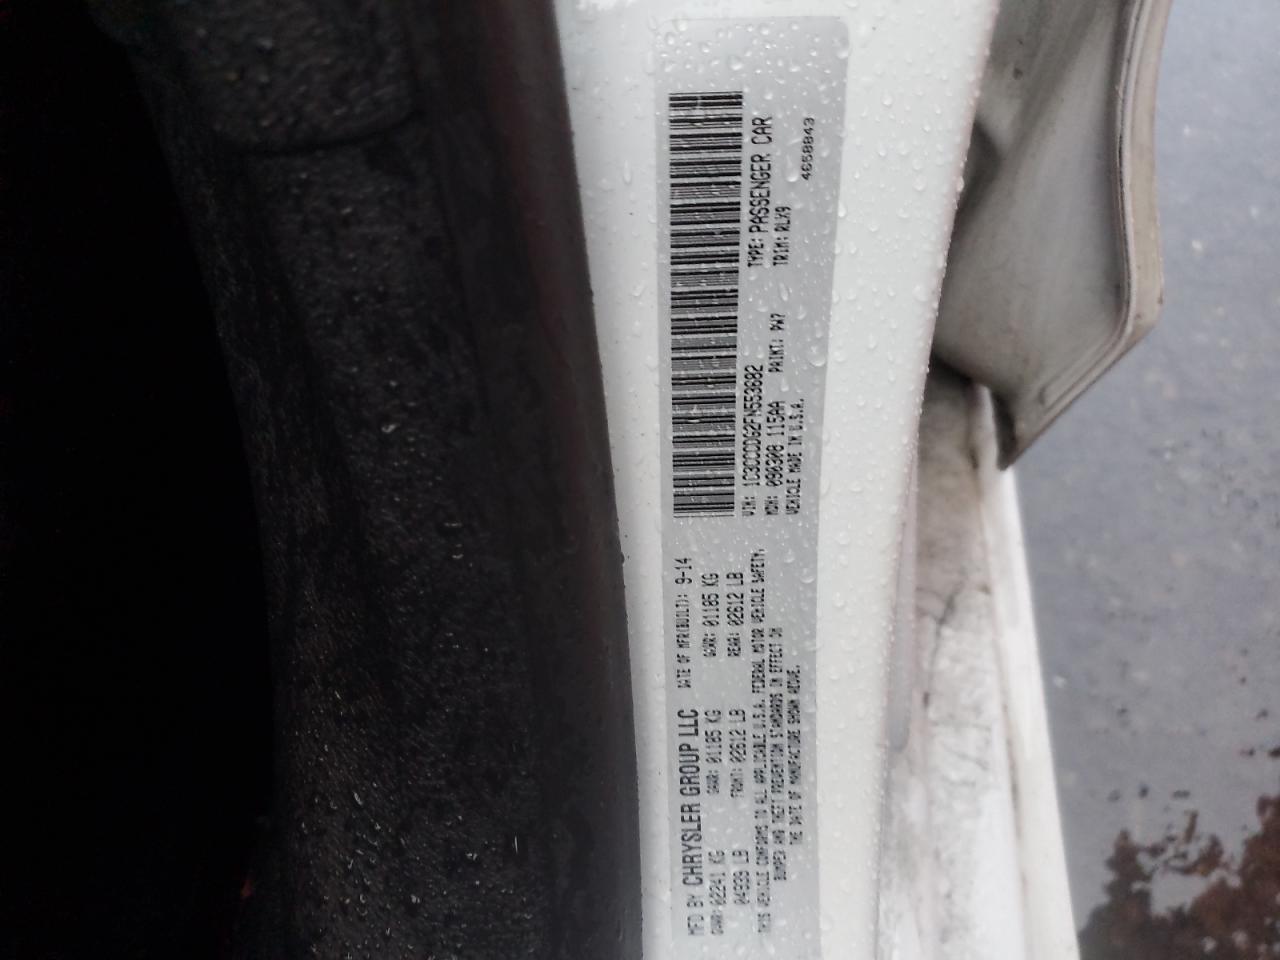 MFD BY CHRYSLER GROUP LLC DATE OF MFR(BUILT): 9-14
GVWR: 02241 KG GAWR: 01185 KG GAWR: 01185 KG
04939 LB FRONT: 02612 LB REAR: 02612 LB
THIS VEHICLE CONFORMS TO ALL APPLICABLE U.S.A. FEDERAL MOTOR VEHICLE SAFETY,
BUMPER AND THEFT PREVENTION STANDARDS IN EFFECT ON
THE DATE OF MANUFACTURE SHOWN ABOVE.
VIN: 1C3CCCDG2FN553682 TYPE: PASSENGER CAR
MDH: 090308 115AA PAINT: PW7 TRIM: RLX9
VEHICLE MADE IN U.S.A. 4658843